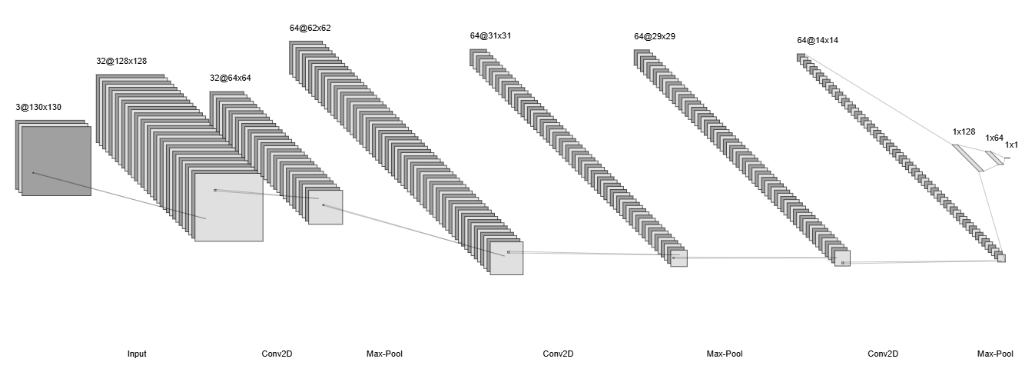 3@130x130
32@128x128
32@64x64
64@62x62
64@31x31
64@29x29
64@14x14
1x128
1x64
1x1
Input
Conv2D
Max-Pool
Conv2D
Max-Pool
Conv2D
Max-Pool